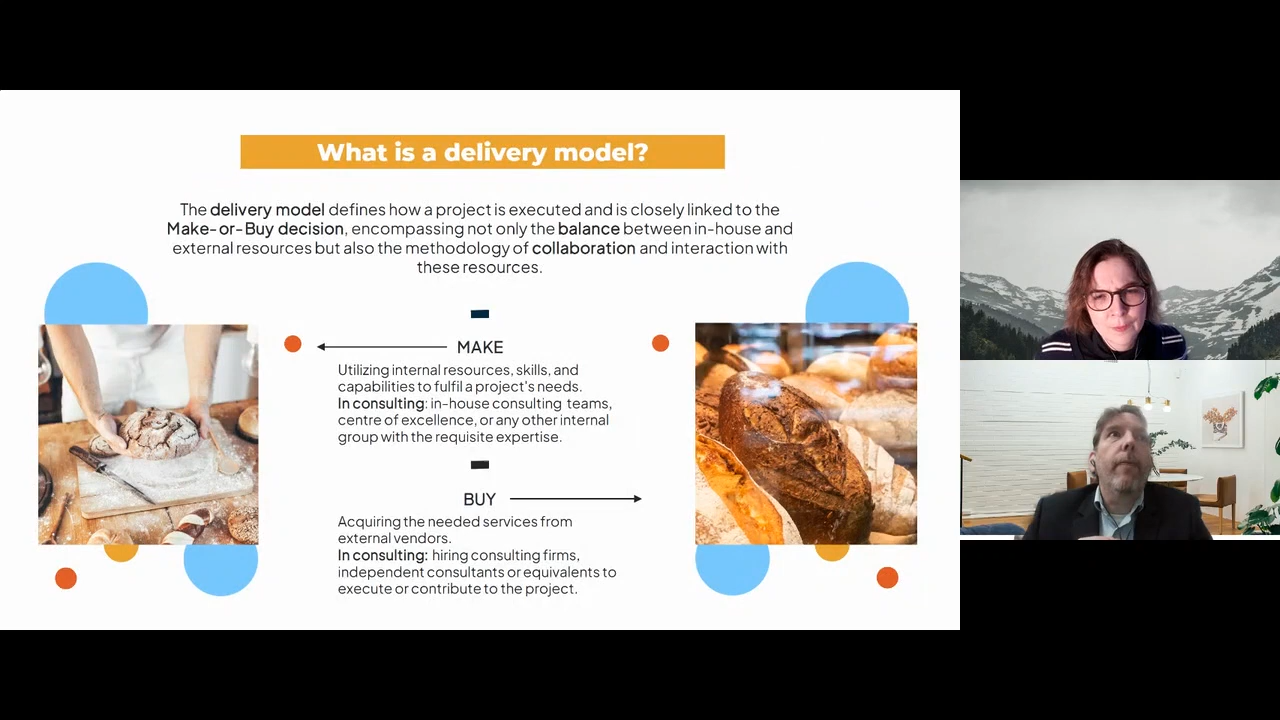 What is a delivery model?
The delivery model defines how a project is executed and is closely linked to the
Make-or-Buy decision, encompassing not only the balance between in-house and
external resources but also the methodology of collaboration and interaction with
these resources.
MAKE
Utilizing internal resources, skills, and
capabilities to fulfil a project's needs.
In consulting: in-house consulting teams,
centre of excellence, or any other internal
group with the requisite expertise.
BUY
Acquiring the needed services from
external vendors.
In consulting: hiring consulting firms,
independent consultants or equivalents to
execute or contribute to the project.